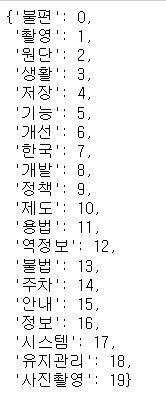 {'불편': 0,
'촬영': 1,
'원단': 2,
'생활': 3,
'저장': 4,
'기능': 5,
'개선': 6,
'한국': 7,
'개발': 8,
'정책': 9,
'제도': 10,
'용법': 11,
'역정보': 12,
'불법': 13,
'주차': 14,
'안내': 15,
'정보': 16,
'시스템': 17,
'유지관리': 18,
'사진촬영': 19}